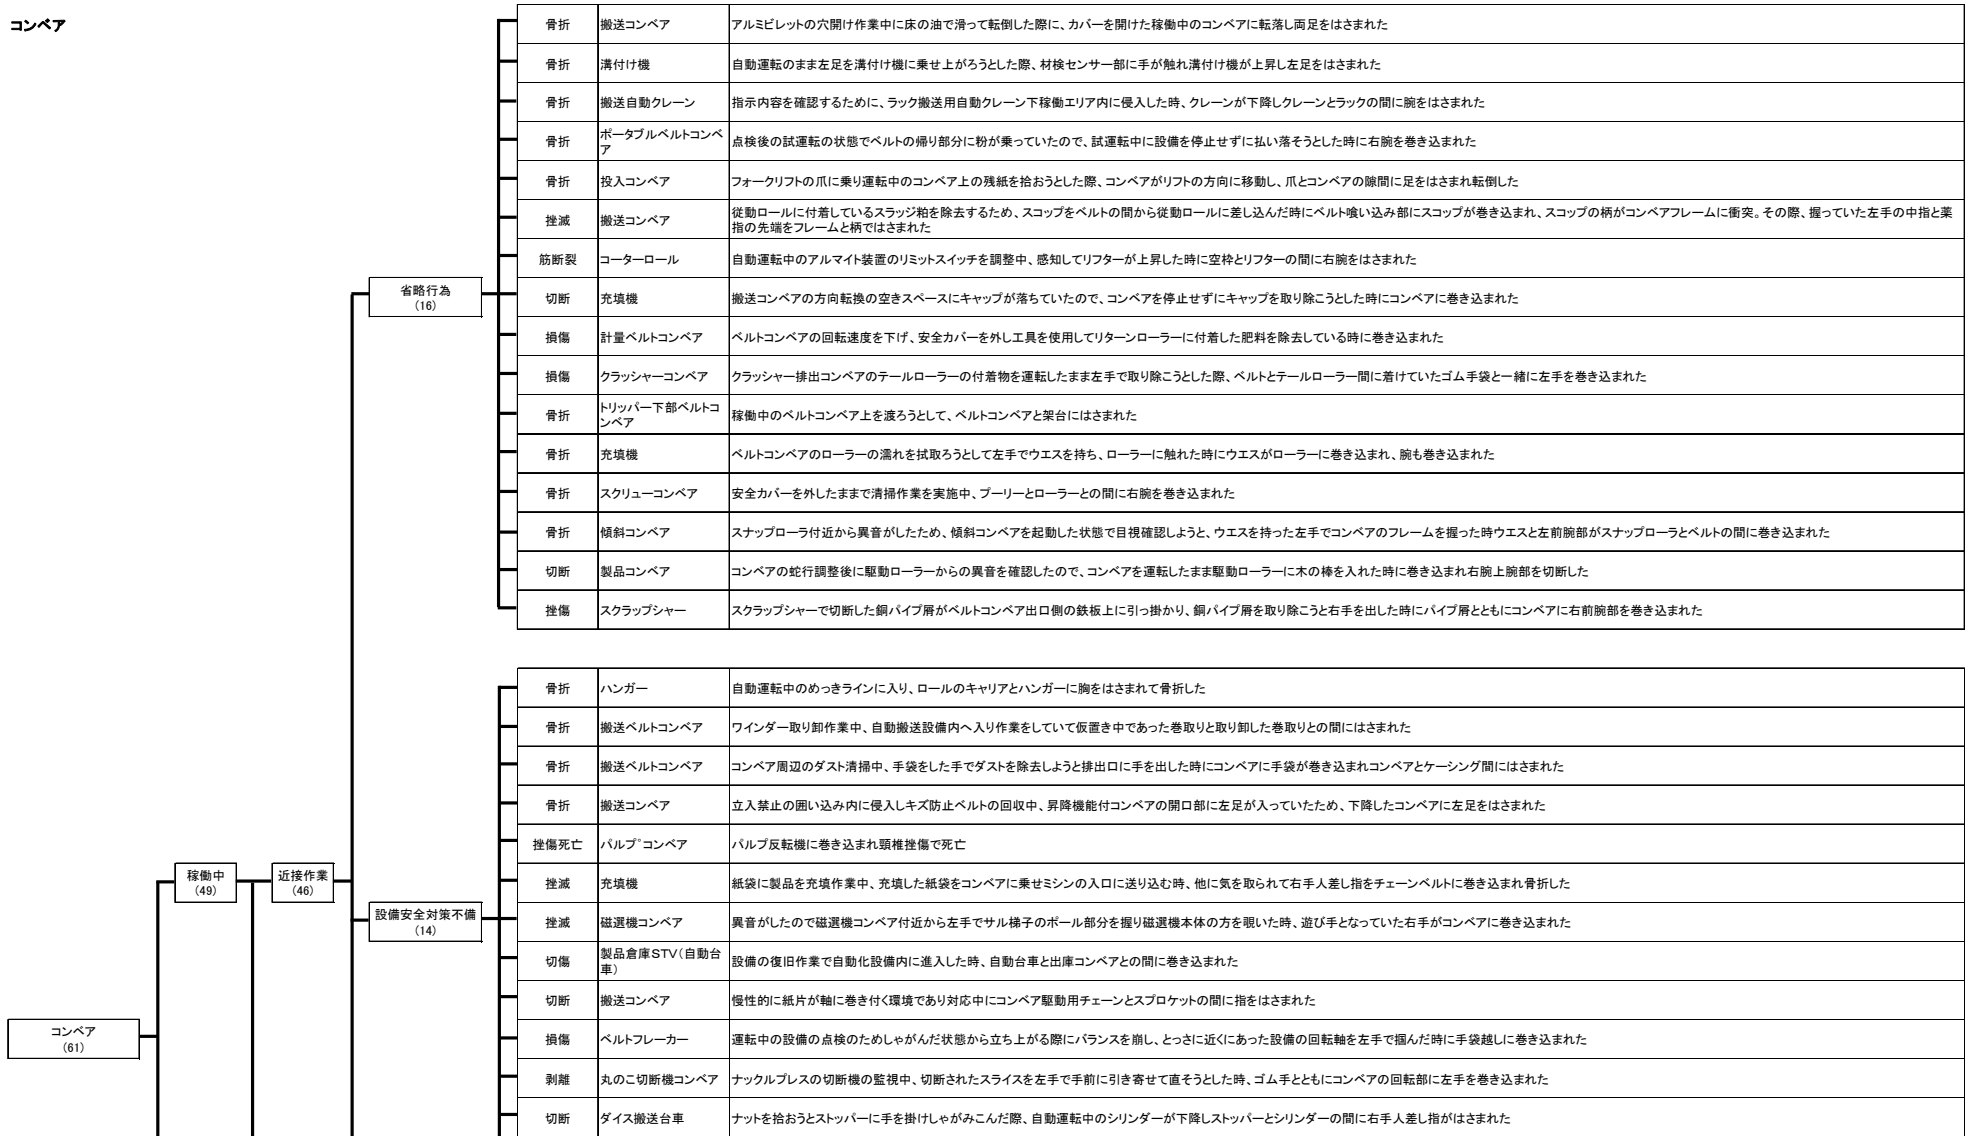 コンベア
骨折 搬送コンベア アルミビレットの穴開け作業中に床の油で滑って転倒した際に、カバーを開けた稼働中のコンベアに転落し両足をはさまれた
骨折 溝付け機 自動運転のまま左足を溝付け機に乗せ上がろうとした際、材検センサー部に手が触れ溝付け機が上昇し左足をはさまれた
骨折 搬送自動クレーン 指示内容を確認するために、ラック搬送用自動クレーン下稼働エリア内に侵入した時、クレーンが下降しクレーンとラックの間に腕をはさまれた
骨折 ポータブルベルトコンベ
ア 点検後の試運転の状態でベルトの帰り部分に粉が乗っていたので、試運転中に設備を停止せずに払い落そうとした時に右腕を巻き込まれた
骨折 投入コンベア フォークリフトの爪に乗り運転中のコンベア上の残紙を拾おうとした際、コンベアがリフトの方向に移動し、爪とコンベアの隙間に足をはさまれ転倒した
挫滅 搬送コンベア 従動ロールに付着しているスラッジ粕を除去するため、スコップをベルトの間から従動ロールに差し込んだ時にベルト喰い込み部にスコップが巻き込まれ、スコップの柄がコンベアフレームに衝突。その際、握っていた左手の中指と薬
指の先端をフレームと柄ではさまれた
筋断裂 コーターロール 自動運転中のアルマイト装置のリミットスイッチを調整中、感知してリフターが上昇した時に空枠とリフターの間に右腕をはさまれた
省略行為
(16)
切断 充填機 搬送コンベアの方向転換の空きスペースにキャップが落ちていたので、コンベアを停止せずにキャップを取り除こうとした時にコンベアに巻き込まれた
損傷 計量ベルトコンベア ベルトコンベアの回転速度を下げ、安全カバーを外し工具を使用してリターンローラーに付着した肥料を除去している時に巻き込まれた
損傷 クラッシャーコンベア クラッシャー排出コンベアのテールローラーの付着物を運転したまま左手で取り除こうとした際、ベルトとテールローラー間に着けていたゴム手袋と一緒に左手を巻き込まれた
骨折 トリッパー下部ベルトコ
ンベア 稼働中のベルトコンベア上を渡ろうとして、ベルトコンベアと架台にはさまれた
骨折 充填機 ベルトコンベアのローラーの濡れを拭取ろうとして左手でウエスを持ち、ローラーに触れた時にウエスがローラーに巻き込まれ、腕も巻き込まれた
骨折 スクリューコンベア 安全カバーを外したままで清掃作業を実施中、プーリーとローラーとの間に右腕を巻き込まれた
骨折 傾斜コンベア スナップローラ付近から異音がしたため、傾斜コンベアを起動した状態で目視確認しようと、ウエスを持った左手でコンベアのフレームを握った時ウエスと左前腕部がスナップローラとベルトの間に巻き込まれた
切断 製品コンベア コンベアの蛇行調整後に駆動ローラーからの異音を確認したので、コンベアを運転したまま駆動ローラーに木の棒を入れた時に巻き込まれ右腕上腕部を切断した
挫傷 スクラップシャー スクラップシャーで切断した銅パイプ屑がベルトコンベア出口側の鉄板上に引っ掛かり、銅パイプ屑を取り除こうと右手を出した時にパイプ屑とともにコンベアに右前腕部を巻き込まれた
骨折 ハンガー 自動運転中のめっきラインに入り、ロールのキャリアとハンガーに胸をはさまれて骨折した
骨折 搬送ベルトコンベア ワインダー取り卸作業中、自動搬送設備内へ入り作業をしていて仮置き中であった巻取りと取り卸した巻取りとの間にはさまれた
骨折 搬送ベルトコンベア コンベア周辺のダスト清掃中、手袋をした手でダストを除去しようと排出口に手を出した時にコンベアに手袋が巻き込まれコンベアとケーシング間にはさまれた
骨折 搬送コンベア 立入禁止の囲い込み内に侵入しキズ防止ベルトの回収中、昇降機能付コンベアの開口部に左足が入っていたため、下降したコンベアに左足をはさまれた
挫傷死亡 パルプ゜コンベア パルプ反転機に巻き込まれ頸椎挫傷で死亡
稼働中
(49)
近接作業
(46)
挫滅 充填機 紙袋に製品を充填作業中、充填した紙袋をコンベアに乗せミシンの入口に送り込む時、他に気を取られて右手人差し指をチェーンベルトに巻き込まれ骨折した
設備安全対策不備
(14)
挫滅 磁選機コンベア 異音がしたので磁選機コンベア付近から左手でサル梯子のポール部分を握り磁選機本体の方を覗いた時、遊び手となっていた右手がコンベアに巻き込まれた
切傷 製品倉庫STV(自動台
車) 設備の復旧作業で自動化設備内に進入した時、自動台車と出庫コンベアとの間に巻き込まれた
切断 搬送コンベア 慢性的に紙片が軸に巻き付く環境であり対応中にコンベア駆動用チェーンとスプロケットの間に指をはさまれた
コンベア
(61)
損傷 ベルトフレーカー 運転中の設備の点検のためしゃがんだ状態から立ち上がる際にバランスを崩し、とっさに近くにあった設備の回転軸を左手で掴んだ時に手袋越しに巻き込まれた
剥離 丸のこ切断機コンベア ナックルプレスの切断機の監視中、切断されたスライスを左手で手前に引き寄せて直そうとした時、ゴム手とともにコンベアの回転部に左手を巻き込まれた
切断 ダイス搬送台車 ナットを拾おうとストッパーに手を掛けしゃがみこんだ際、自動運転中のシリンダーが下降しストッパーとシリンダーの間に右手人差し指がはさまれた